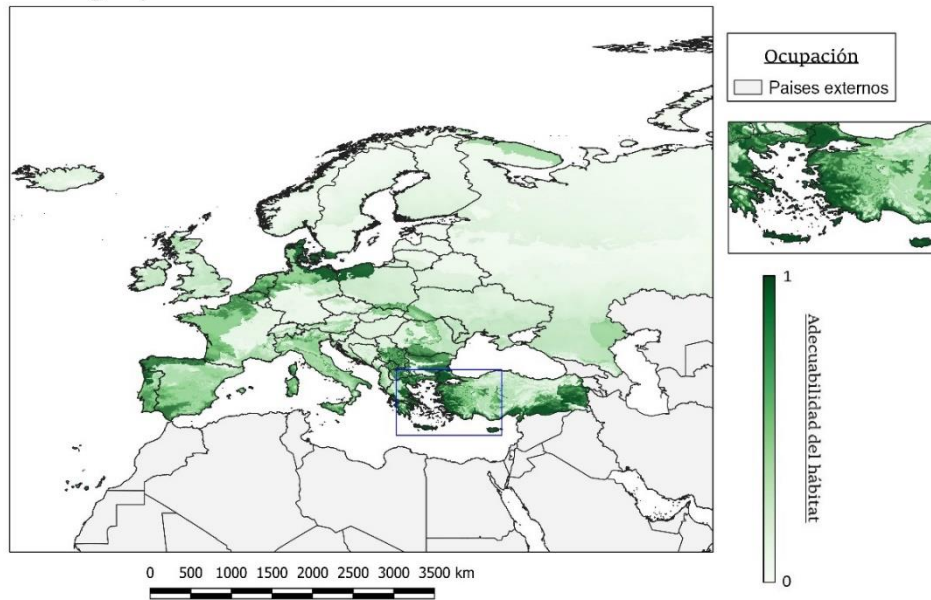 Ocupación
Paises externos
1
Adecuabilidad del hábitat
0
0 500 1000 1500 2000 2500 3000 3500 km